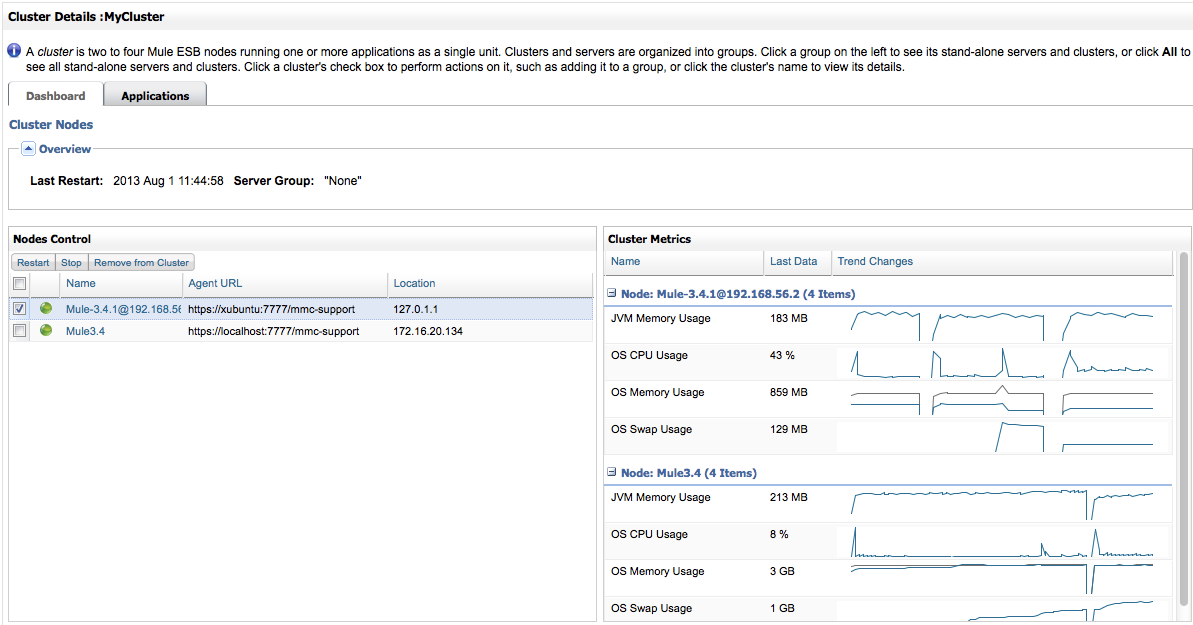 Cluster Details :MyCluster
A cluster is two to four Mule ESB nodes running one or more applications as a single unit. Clusters and servers are organized into groups. Click a group on the left to see its stand-alone servers and clusters, or click All to
see all stand-alone servers and clusters. Click a cluster's check box to perform actions on it, such as adding it to a group, or click the cluster's name to view its details.
Dashboard Applications
Cluster Nodes
Overview
Last Restart: 2013 Aug 1 11:44:58 Server Group: "None"
Nodes Control
Restart Stop Remove from Cluster
Name Agent URL Location
Mule-3.4.1@192.168.56 https://xubuntu:7777/mmc-support 127.0.1.1
Mule3.4 https://localhost:7777/mmc-support 172.16.20.134
Cluster Metrics
Name Last Data Trend Changes
Node: Mule-3.4.1@192.168.56.2 (4 Items)
JVM Memory Usage 183 MB
OS CPU Usage 43 %
OS Memory Usage 859 MB
OS Swap Usage 129 MB
Node: Mule3.4 (4 Items)
JVM Memory Usage 213 MB
OS CPU Usage 8 %
OS Memory Usage 3 GB
OS Swap Usage 1 GB